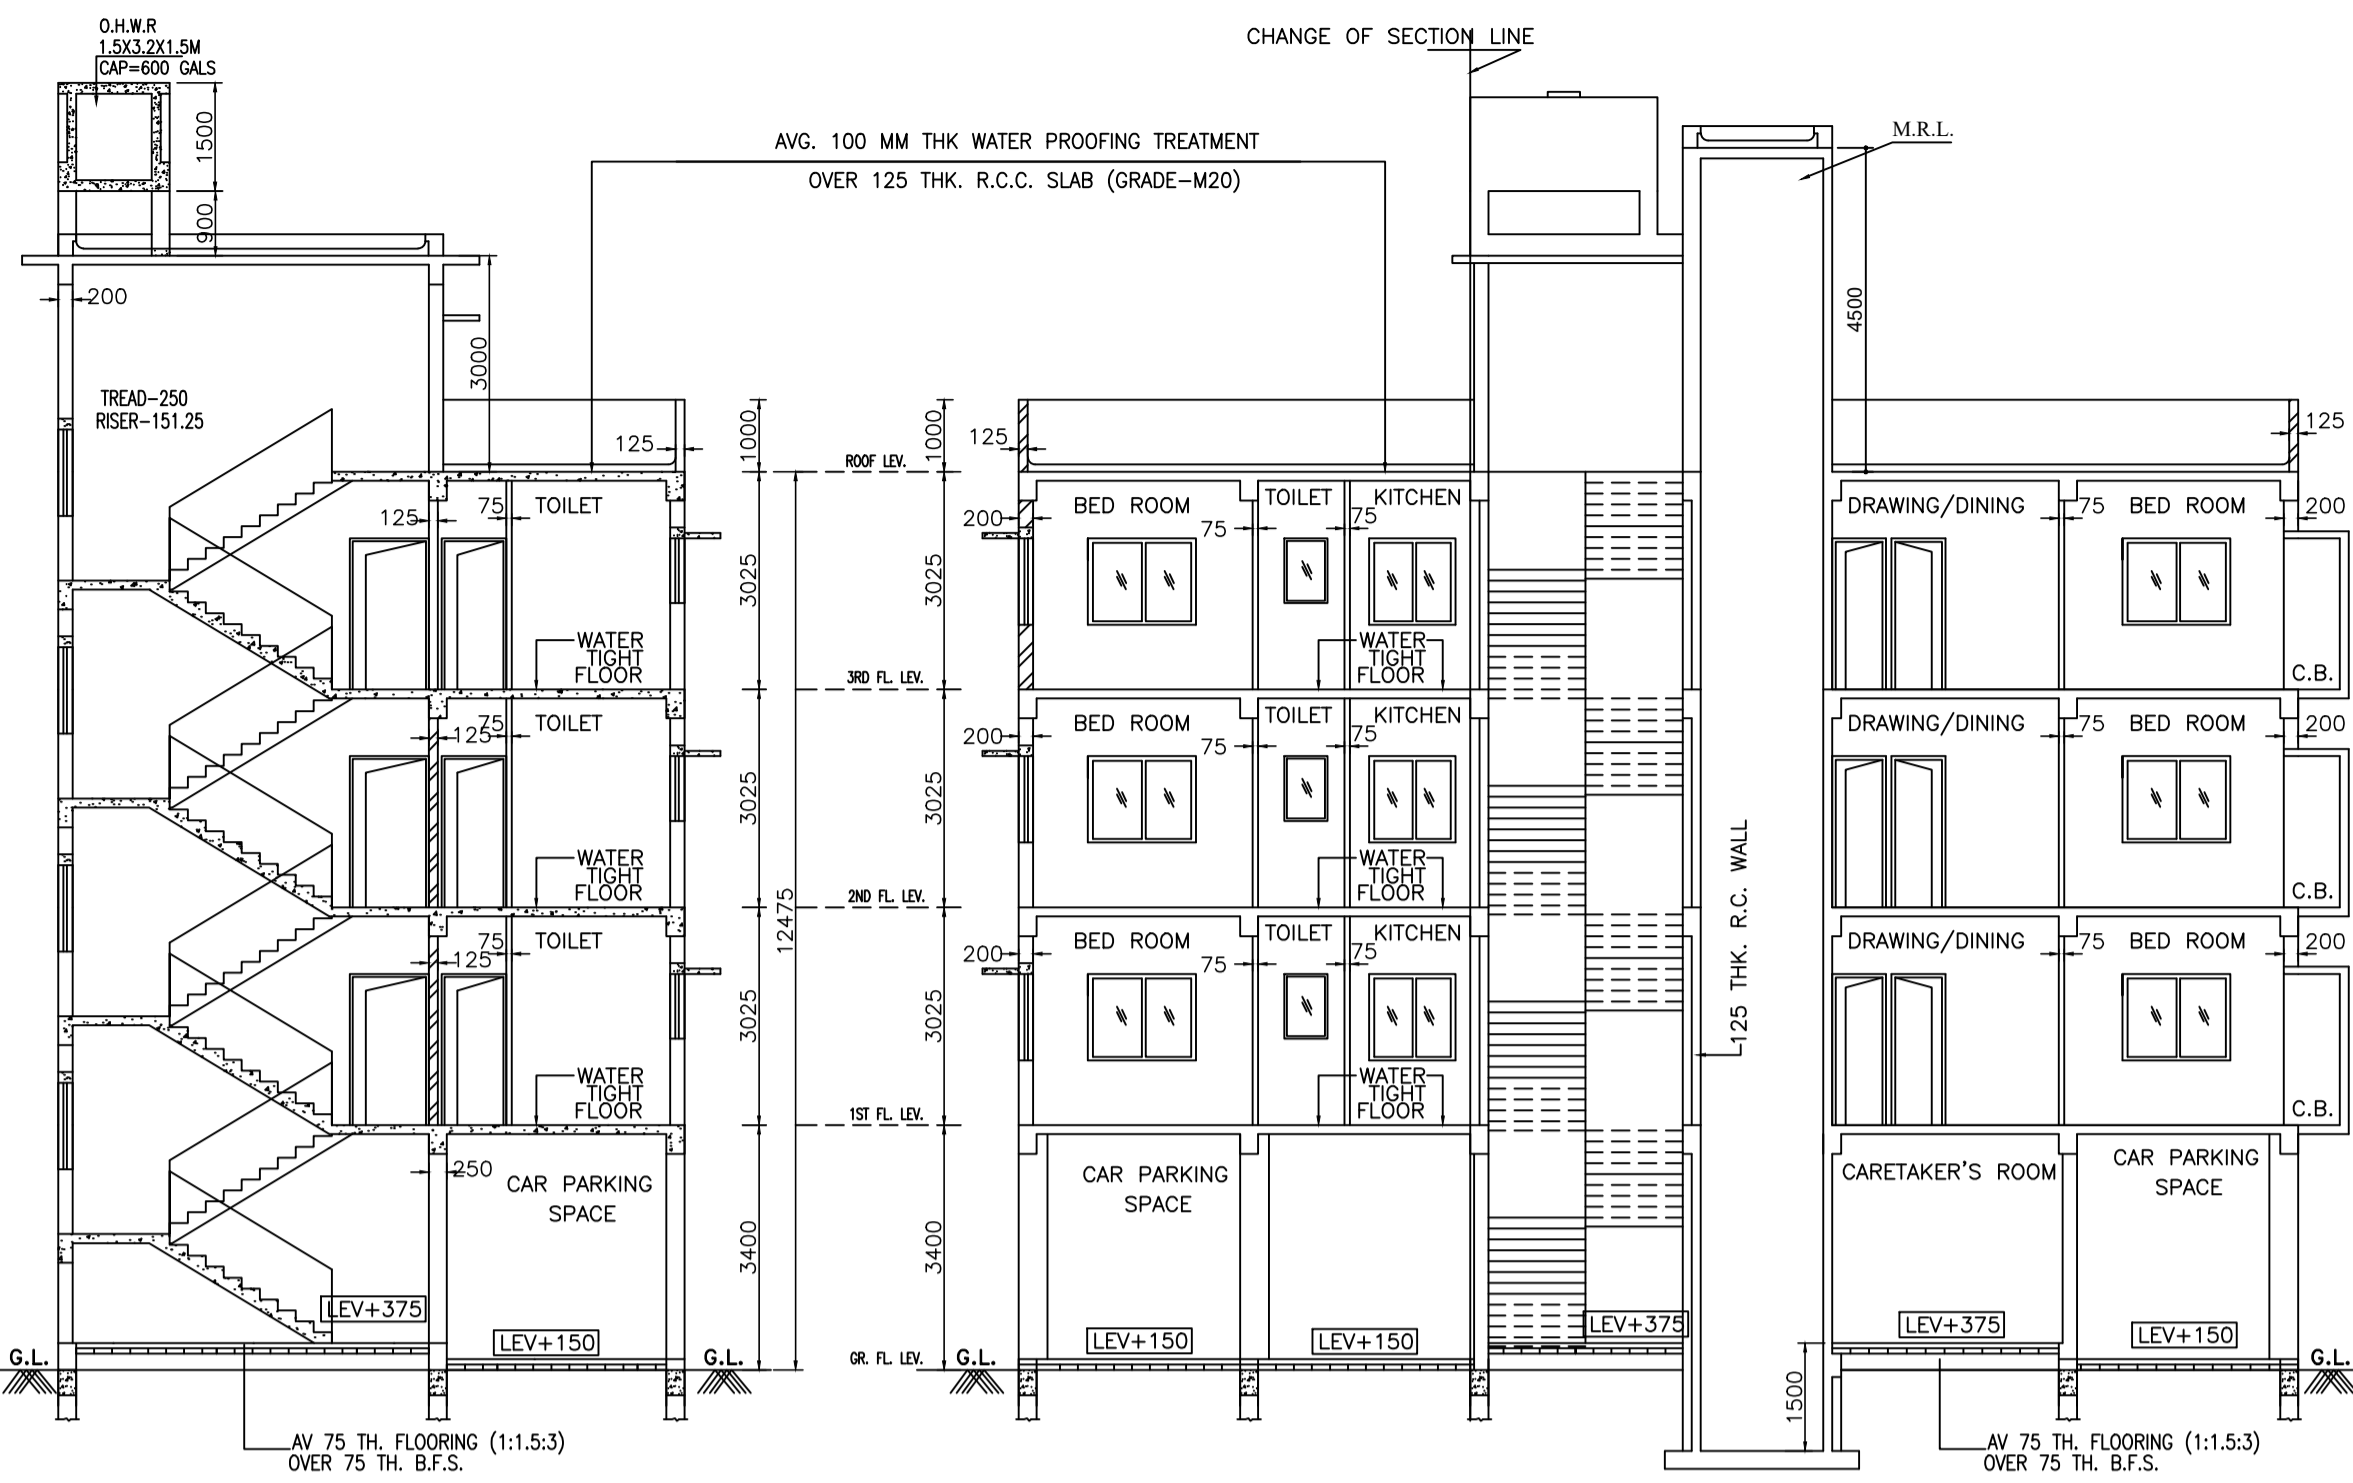 O.H.W.R
1.5X3.2X1.5M
CAP=600 GALS
1500
900
200
3000
TREAD-250
RISER-151.25
CHANGE OF SECTION LINE
AVG. 100 MM THK WATER PROOFING TREATMENT
OVER 125 THK. R.C.C. SLAB (GRADE-M20)
M.R.L.
4500
125
1000
1000
125
125
ROOF LEV.
125
75
TOILET
3025
WATER
TIGHT
FLOOR
125
75
TOILET
3025
WATER
TIGHT
FLOOR
125
75
TOILET
3025
WATER
TIGHT
FLOOR
250
CAR PARKING
SPACE
3400
LEV+375
LEV+150
G.L.
G.L.
AV 75 TH. FLOORING (1:1.5:3)
OVER 75 TH. B.F.S.
12475
3RD FL. LEV.
2ND FL. LEV.
1ST FL. LEV.
GR. FL. LEV.
3025
200
BED ROOM
75
TOILET
75
KITCHEN
WATER
TIGHT
FLOOR
3025
200
BED ROOM
75
TOILET
75
KITCHEN
WATER
TIGHT
FLOOR
3025
200
BED ROOM
75
TOILET
75
KITCHEN
WATER
TIGHT
FLOOR
3400
CAR PARKING
SPACE
LEV+150
LEV+150
LEV+375
G.L.
125 THK. R.C. WALL
DRAWING/DINING
75
BED ROOM
200
C.B.
DRAWING/DINING
75
BED ROOM
200
C.B.
DRAWING/DINING
75
BED ROOM
200
C.B.
CARETAKER'S ROOM
CAR PARKING
SPACE
LEV+375
LEV+150
G.L.
1500
AV 75 TH. FLOORING (1:1.5:3)
OVER 75 TH. B.F.S.